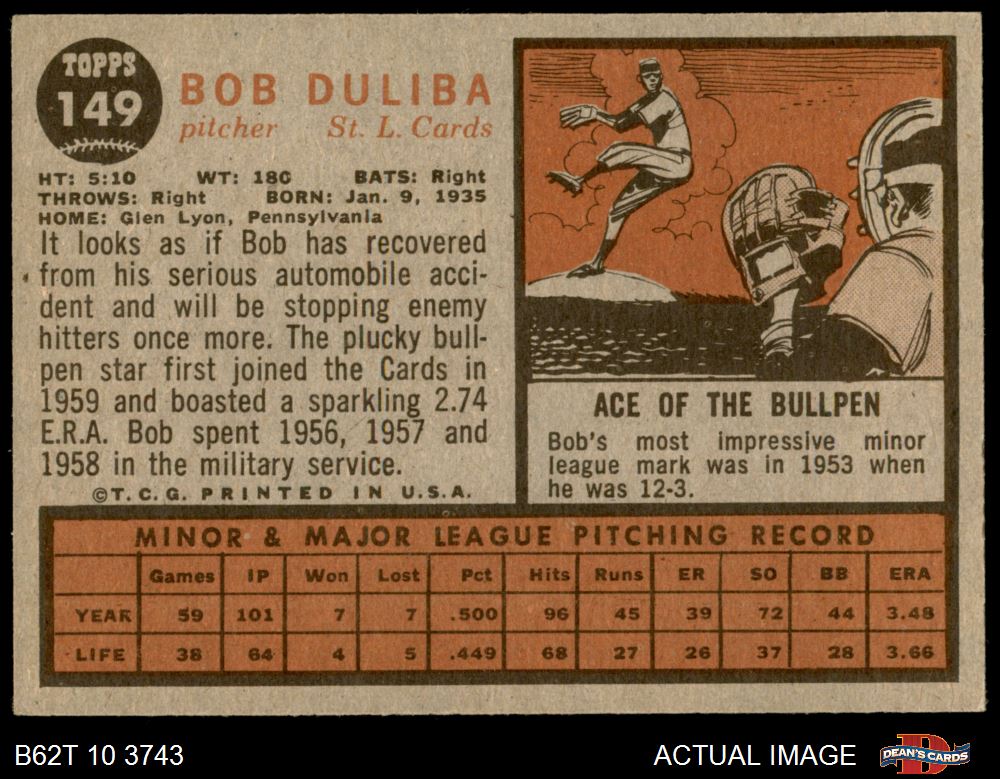 TOPPS
149
BOB DULIBA
pitcher St. L. Cards
HT: 5:10 WT: 180 BATS: Right
THROWS: Right BORN: Jan. 9, 1935
HOME: Glen Lyon, Pennsylvania
It looks as if Bob has recovered
from his serious automobile acci-
dent and will be stopping enemy
hitters once more. The plucky bull-
pen star first joined the Cards in
1959 and boasted a sparkling 2.74
E.R.A. Bob spent 1956, 1957 and
1958 in the military service.
©T.C.G. PRINTED IN U.S.A.
ACE OF THE BULLPEN
Bob's most impressive minor
league mark was in 1953 when
he was 12-3.
MINOR & MAJOR LEAGUE PITCHING RECORD
Games IP Won Lost Pct Hits Runs ER SO BB ERA
YEAR 59 101 7 7 .500 96 45 39 72 44 3.48
LIFE 38 64 4 5 .449 68 27 26 37 28 3.66
B62T 10 3743 ACTUAL IMAGE DEAN'S CARDS